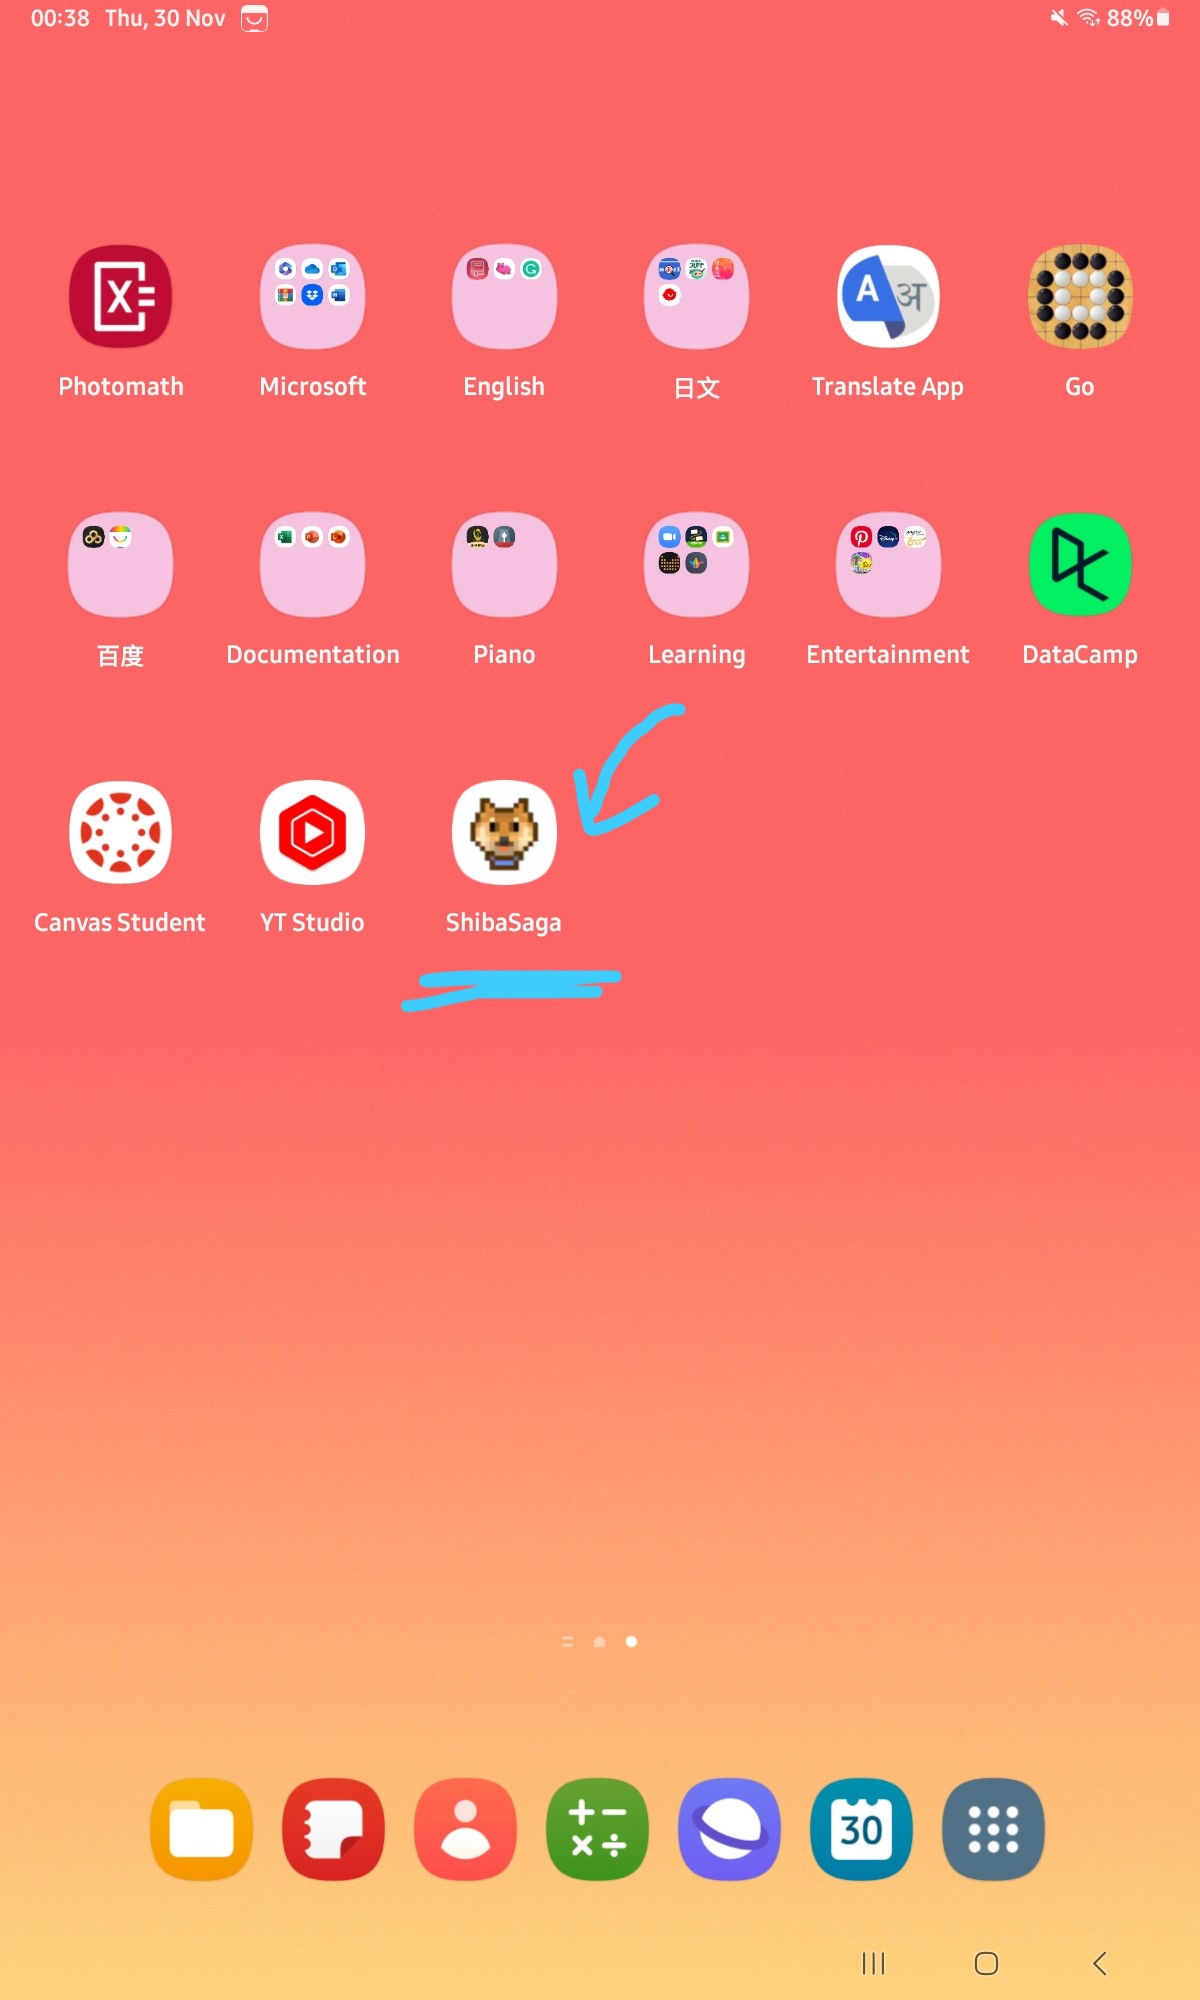 00:38 Thu, 30 Nov 88%
Photomath Microsoft English 日文 Translate App Go
百度 Documentation Piano Learning Entertainment DataCamp
Canvas Student YT Studio ShibaSaga
30